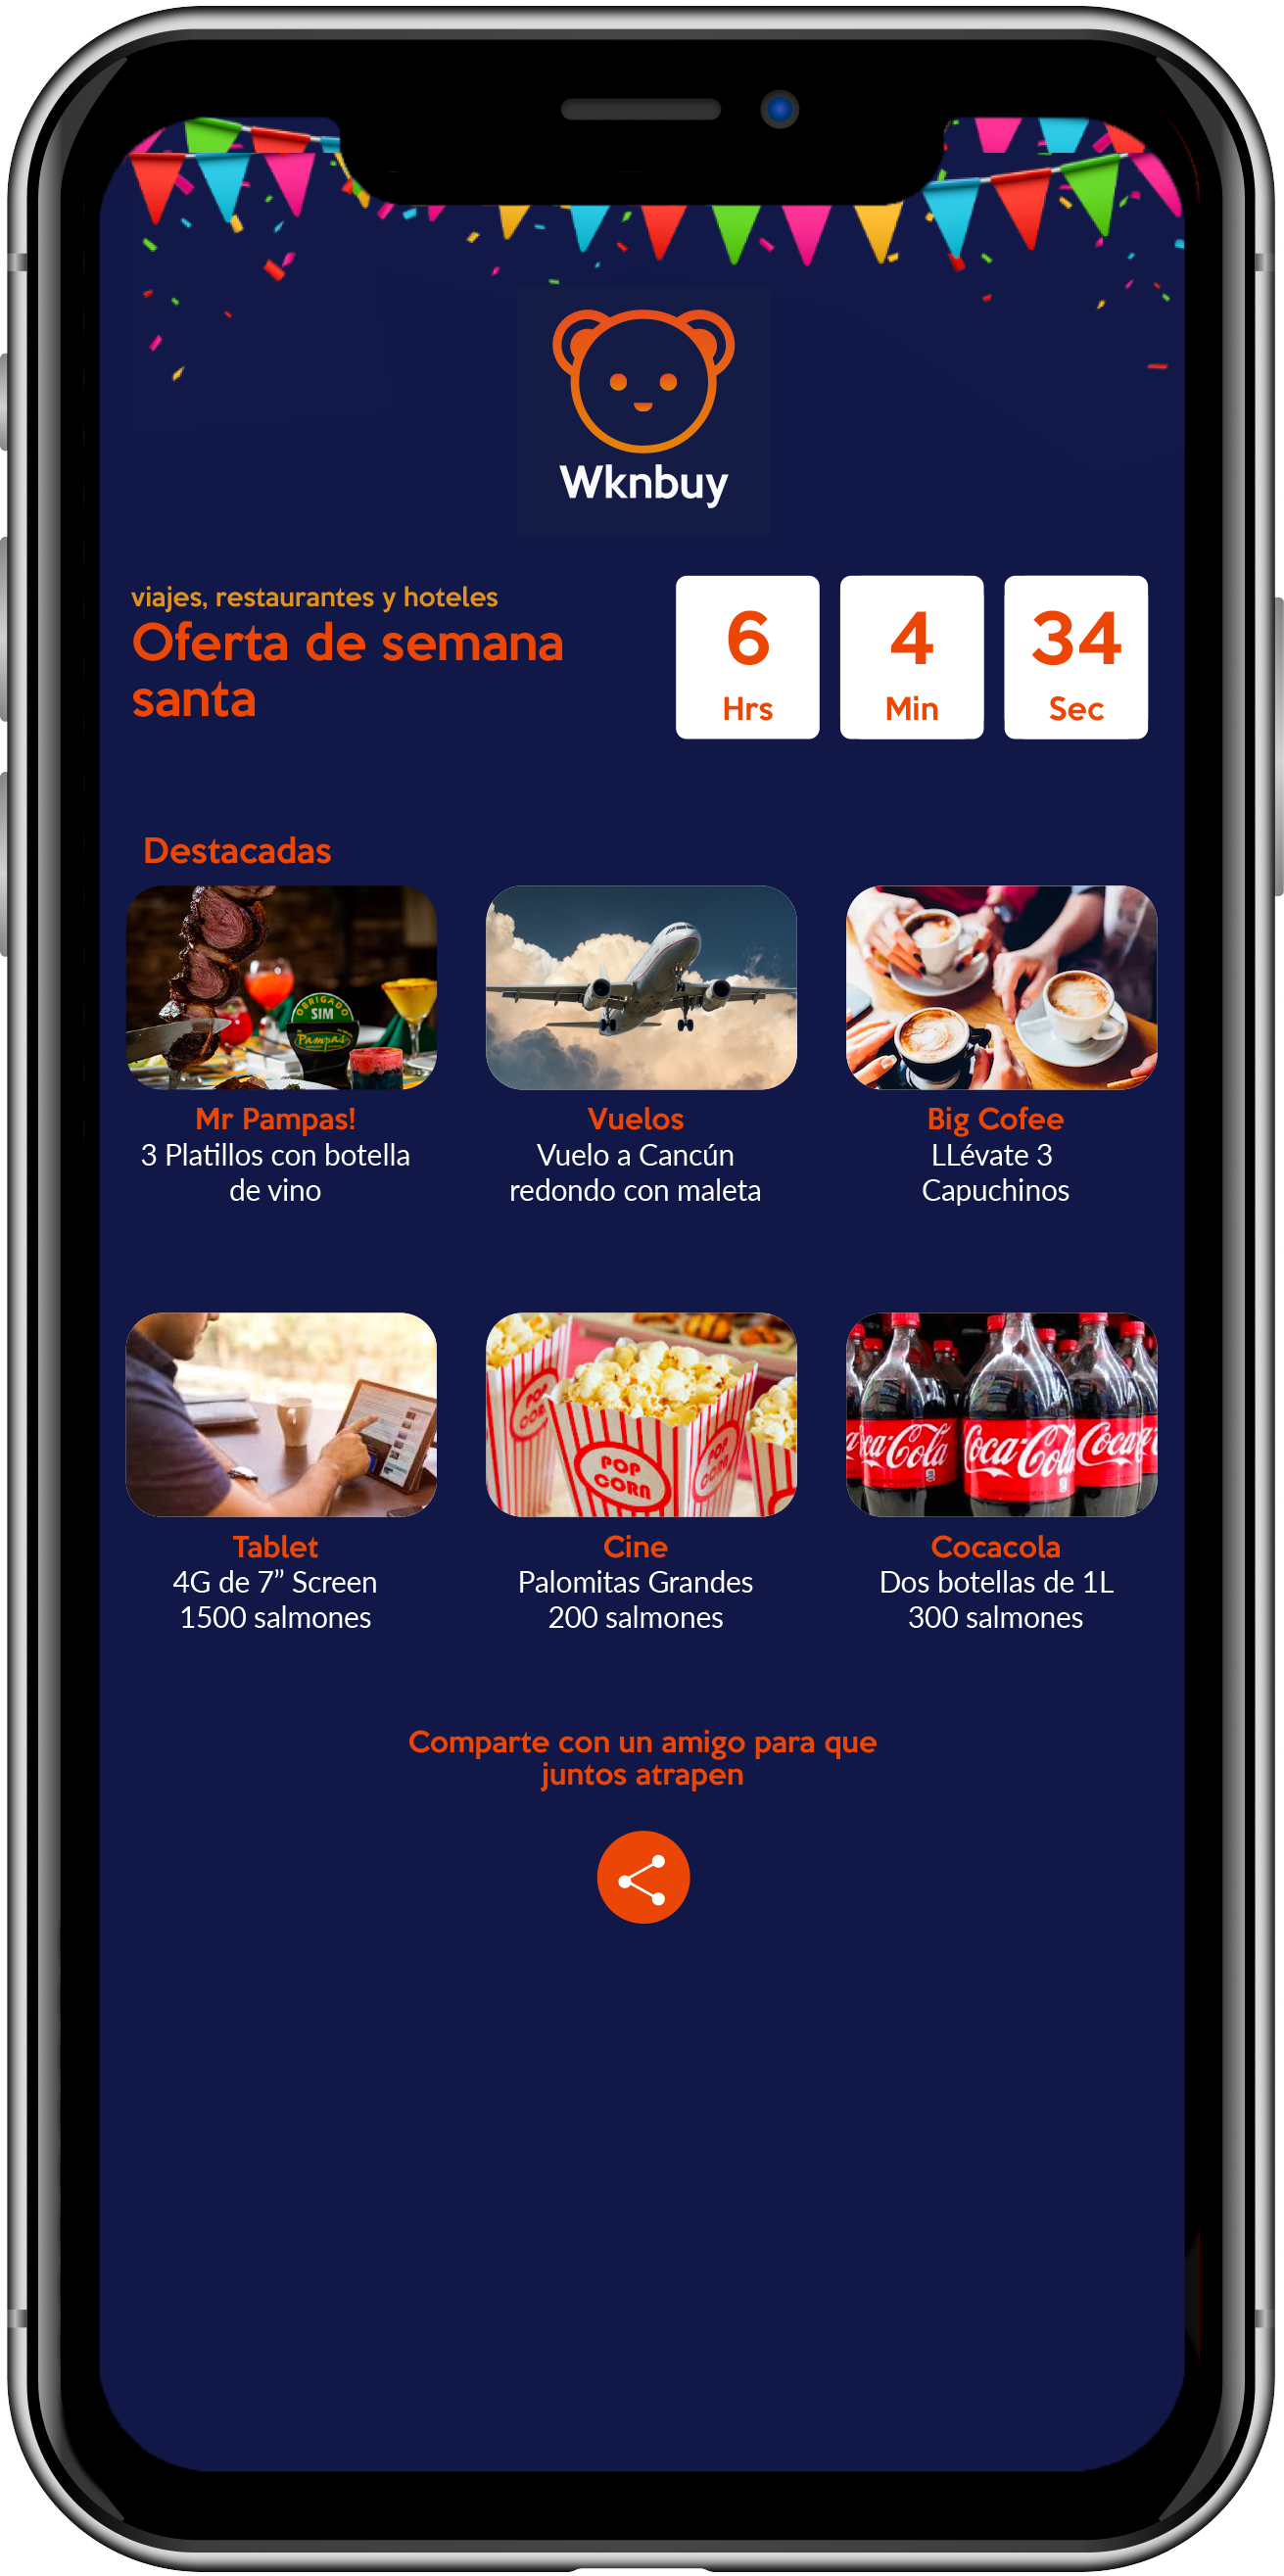 Wknbuy
viajes, restaurantes y hoteles
Oferta de semana
santa
6
Hrs
4
Min
34
Sec
Destacadas
OBRIGADO
SIM
Pampas
Mr Pampas!
3 Platillos con botella
de vino
Vuelos
Vuelo a Cancún
redondo con maleta
Big Cofee
LLévate 3
Capuchinos
POP
CORN
POP
CORN
Coca-Cola
Coca-Cola
Coca-Cola
Tablet
4G de 7” Screen
1500 salmones
Cine
Palomitas Grandes
200 salmones
Cocacola
Dos botellas de 1L
300 salmones
Comparte con un amigo para que
juntos atrapen